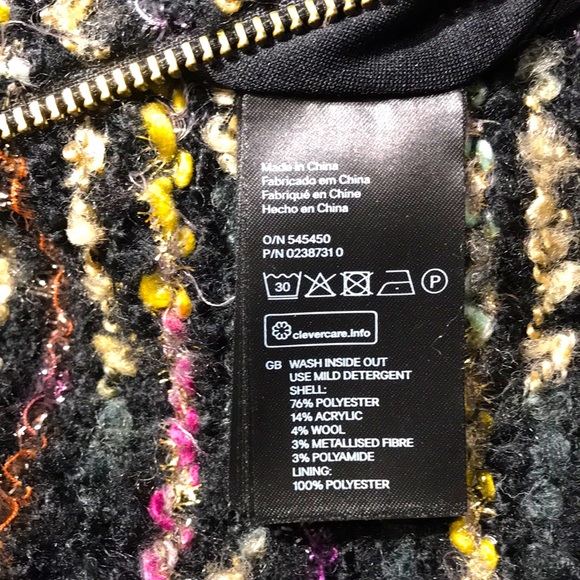 Made in China
Fabricado em China
Fabriqué en Chine
Hecho en China
O/N 545450
P/N 0238731 0
30 P
clevercare.info
GB WASH INSIDE OUT
USE MILD DETERGENT
SHELL:
76% POLYESTER
14% ACRYLIC
4% WOOL
3% METALLISED FIBRE
3% POLYAMIDE
LINING:
100% POLYESTER